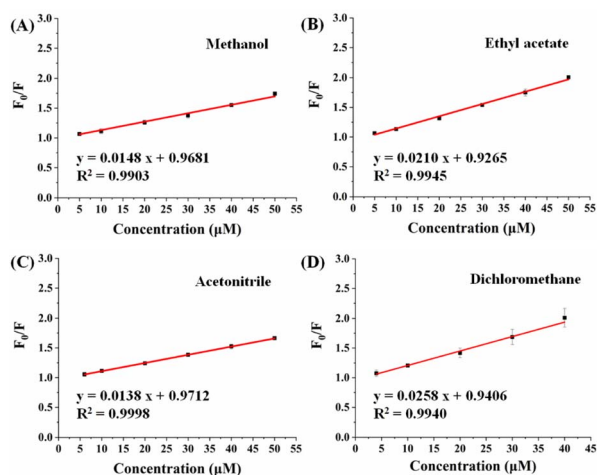 (A)
Methanol
F₀/F
3.0
2.5
2.0
1.5
1.0
0.5
0.0
y = 0.0148 x + 0.9681
R² = 0.9903
0 5 10 15 20 25 30 35 40 45 50 55
Concentration (μM)
(B)
Ethyl acetate
F₀/F
3.0
2.5
2.0
1.5
1.0
0.5
0.0
y = 0.0210 x + 0.9265
R² = 0.9945
0 5 10 15 20 25 30 35 40 45 50 55
Concentration (μM)
(C)
Acetonitrile
F₀/F
3.0
2.5
2.0
1.5
1.0
0.5
0.0
y = 0.0138 x + 0.9712
R² = 0.9998
0 5 10 15 20 25 30 35 40 45 50 55
Concentration (μM)
(D)
Dichloromethane
F₀/F
3.0
2.5
2.0
1.5
1.0
0.5
0.0
y = 0.0258 x + 0.9406
R² = 0.9940
0 5 10 15 20 25 30 35 40 45
Concentration (μM)